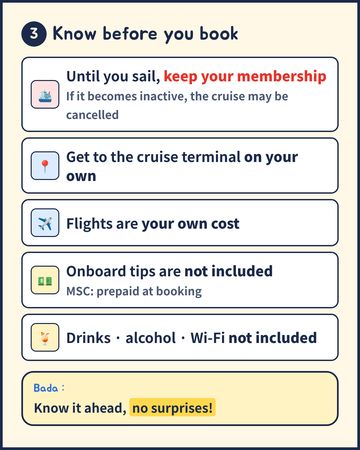 3 Know before you book
Until you sail, keep your membership
If it becomes inactive, the cruise may be
cancelled
Get to the cruise terminal on your
own
Flights are your own cost
Onboard tips are not included
MSC: prepaid at booking
Drinks · alcohol · Wi-Fi not included
Bada :
Know it ahead, no surprises!